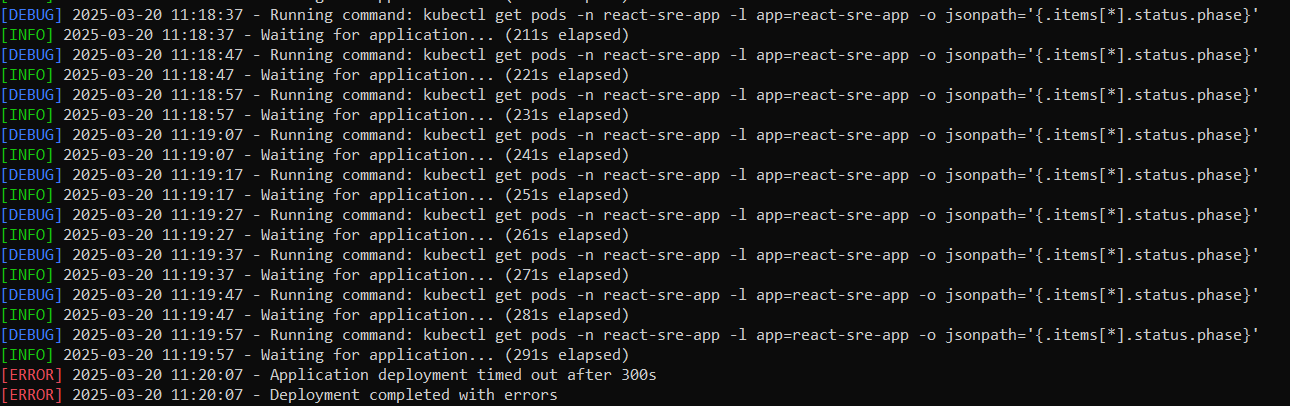 [DEBUG] 2025-03-20 11:18:37 - Running command: kubectl get pods -n react-sre-app -l app=react-sre-app -o jsonpath='{.items[*].status.phase}'
[INFO] 2025-03-20 11:18:37 - Waiting for application... (211s elapsed)
[DEBUG] 2025-03-20 11:18:47 - Running command: kubectl get pods -n react-sre-app -l app=react-sre-app -o jsonpath='{.items[*].status.phase}'
[INFO] 2025-03-20 11:18:47 - Waiting for application... (221s elapsed)
[DEBUG] 2025-03-20 11:18:57 - Running command: kubectl get pods -n react-sre-app -l app=react-sre-app -o jsonpath='{.items[*].status.phase}'
[INFO] 2025-03-20 11:18:57 - Waiting for application... (231s elapsed)
[DEBUG] 2025-03-20 11:19:07 - Running command: kubectl get pods -n react-sre-app -l app=react-sre-app -o jsonpath='{.items[*].status.phase}'
[INFO] 2025-03-20 11:19:07 - Waiting for application... (241s elapsed)
[DEBUG] 2025-03-20 11:19:17 - Running command: kubectl get pods -n react-sre-app -l app=react-sre-app -o jsonpath='{.items[*].status.phase}'
[INFO] 2025-03-20 11:19:17 - Waiting for application... (251s elapsed)
[DEBUG] 2025-03-20 11:19:27 - Running command: kubectl get pods -n react-sre-app -l app=react-sre-app -o jsonpath='{.items[*].status.phase}'
[INFO] 2025-03-20 11:19:27 - Waiting for application... (261s elapsed)
[DEBUG] 2025-03-20 11:19:37 - Running command: kubectl get pods -n react-sre-app -l app=react-sre-app -o jsonpath='{.items[*].status.phase}'
[INFO] 2025-03-20 11:19:37 - Waiting for application... (271s elapsed)
[DEBUG] 2025-03-20 11:19:47 - Running command: kubectl get pods -n react-sre-app -l app=react-sre-app -o jsonpath='{.items[*].status.phase}'
[INFO] 2025-03-20 11:19:47 - Waiting for application... (281s elapsed)
[DEBUG] 2025-03-20 11:19:57 - Running command: kubectl get pods -n react-sre-app -l app=react-sre-app -o jsonpath='{.items[*].status.phase}'
[INFO] 2025-03-20 11:19:57 - Waiting for application... (291s elapsed)
[ERROR] 2025-03-20 11:20:07 - Application deployment timed out after 300s
[ERROR] 2025-03-20 11:20:07 - Deployment completed with errors